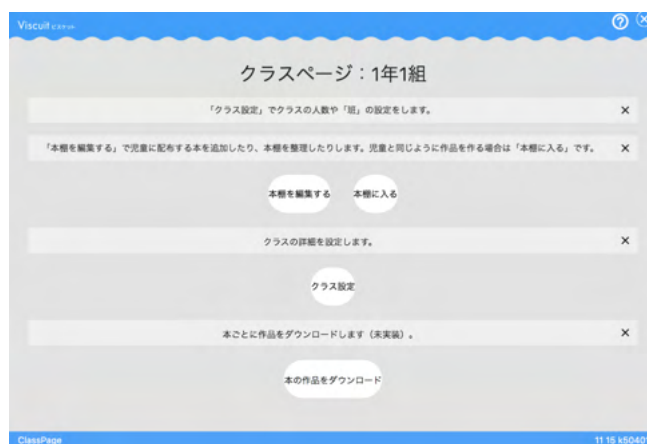 Viscuit ビスケット
クラスページ：1年1組
「クラス設定」でクラスの人数や「班」の設定をします。
「本棚を編集する」で児童に配布する本を追加したり、本棚を整理したりします。児童と同じように作品を作る場合は「本棚に入る」です。
本棚を編集する 本棚に入る
クラスの詳細を設定します。
クラス設定
本ごとに作品をダウンロードします（未実装）。
本の作品をダウンロード
ClassPage 11 15 k5040